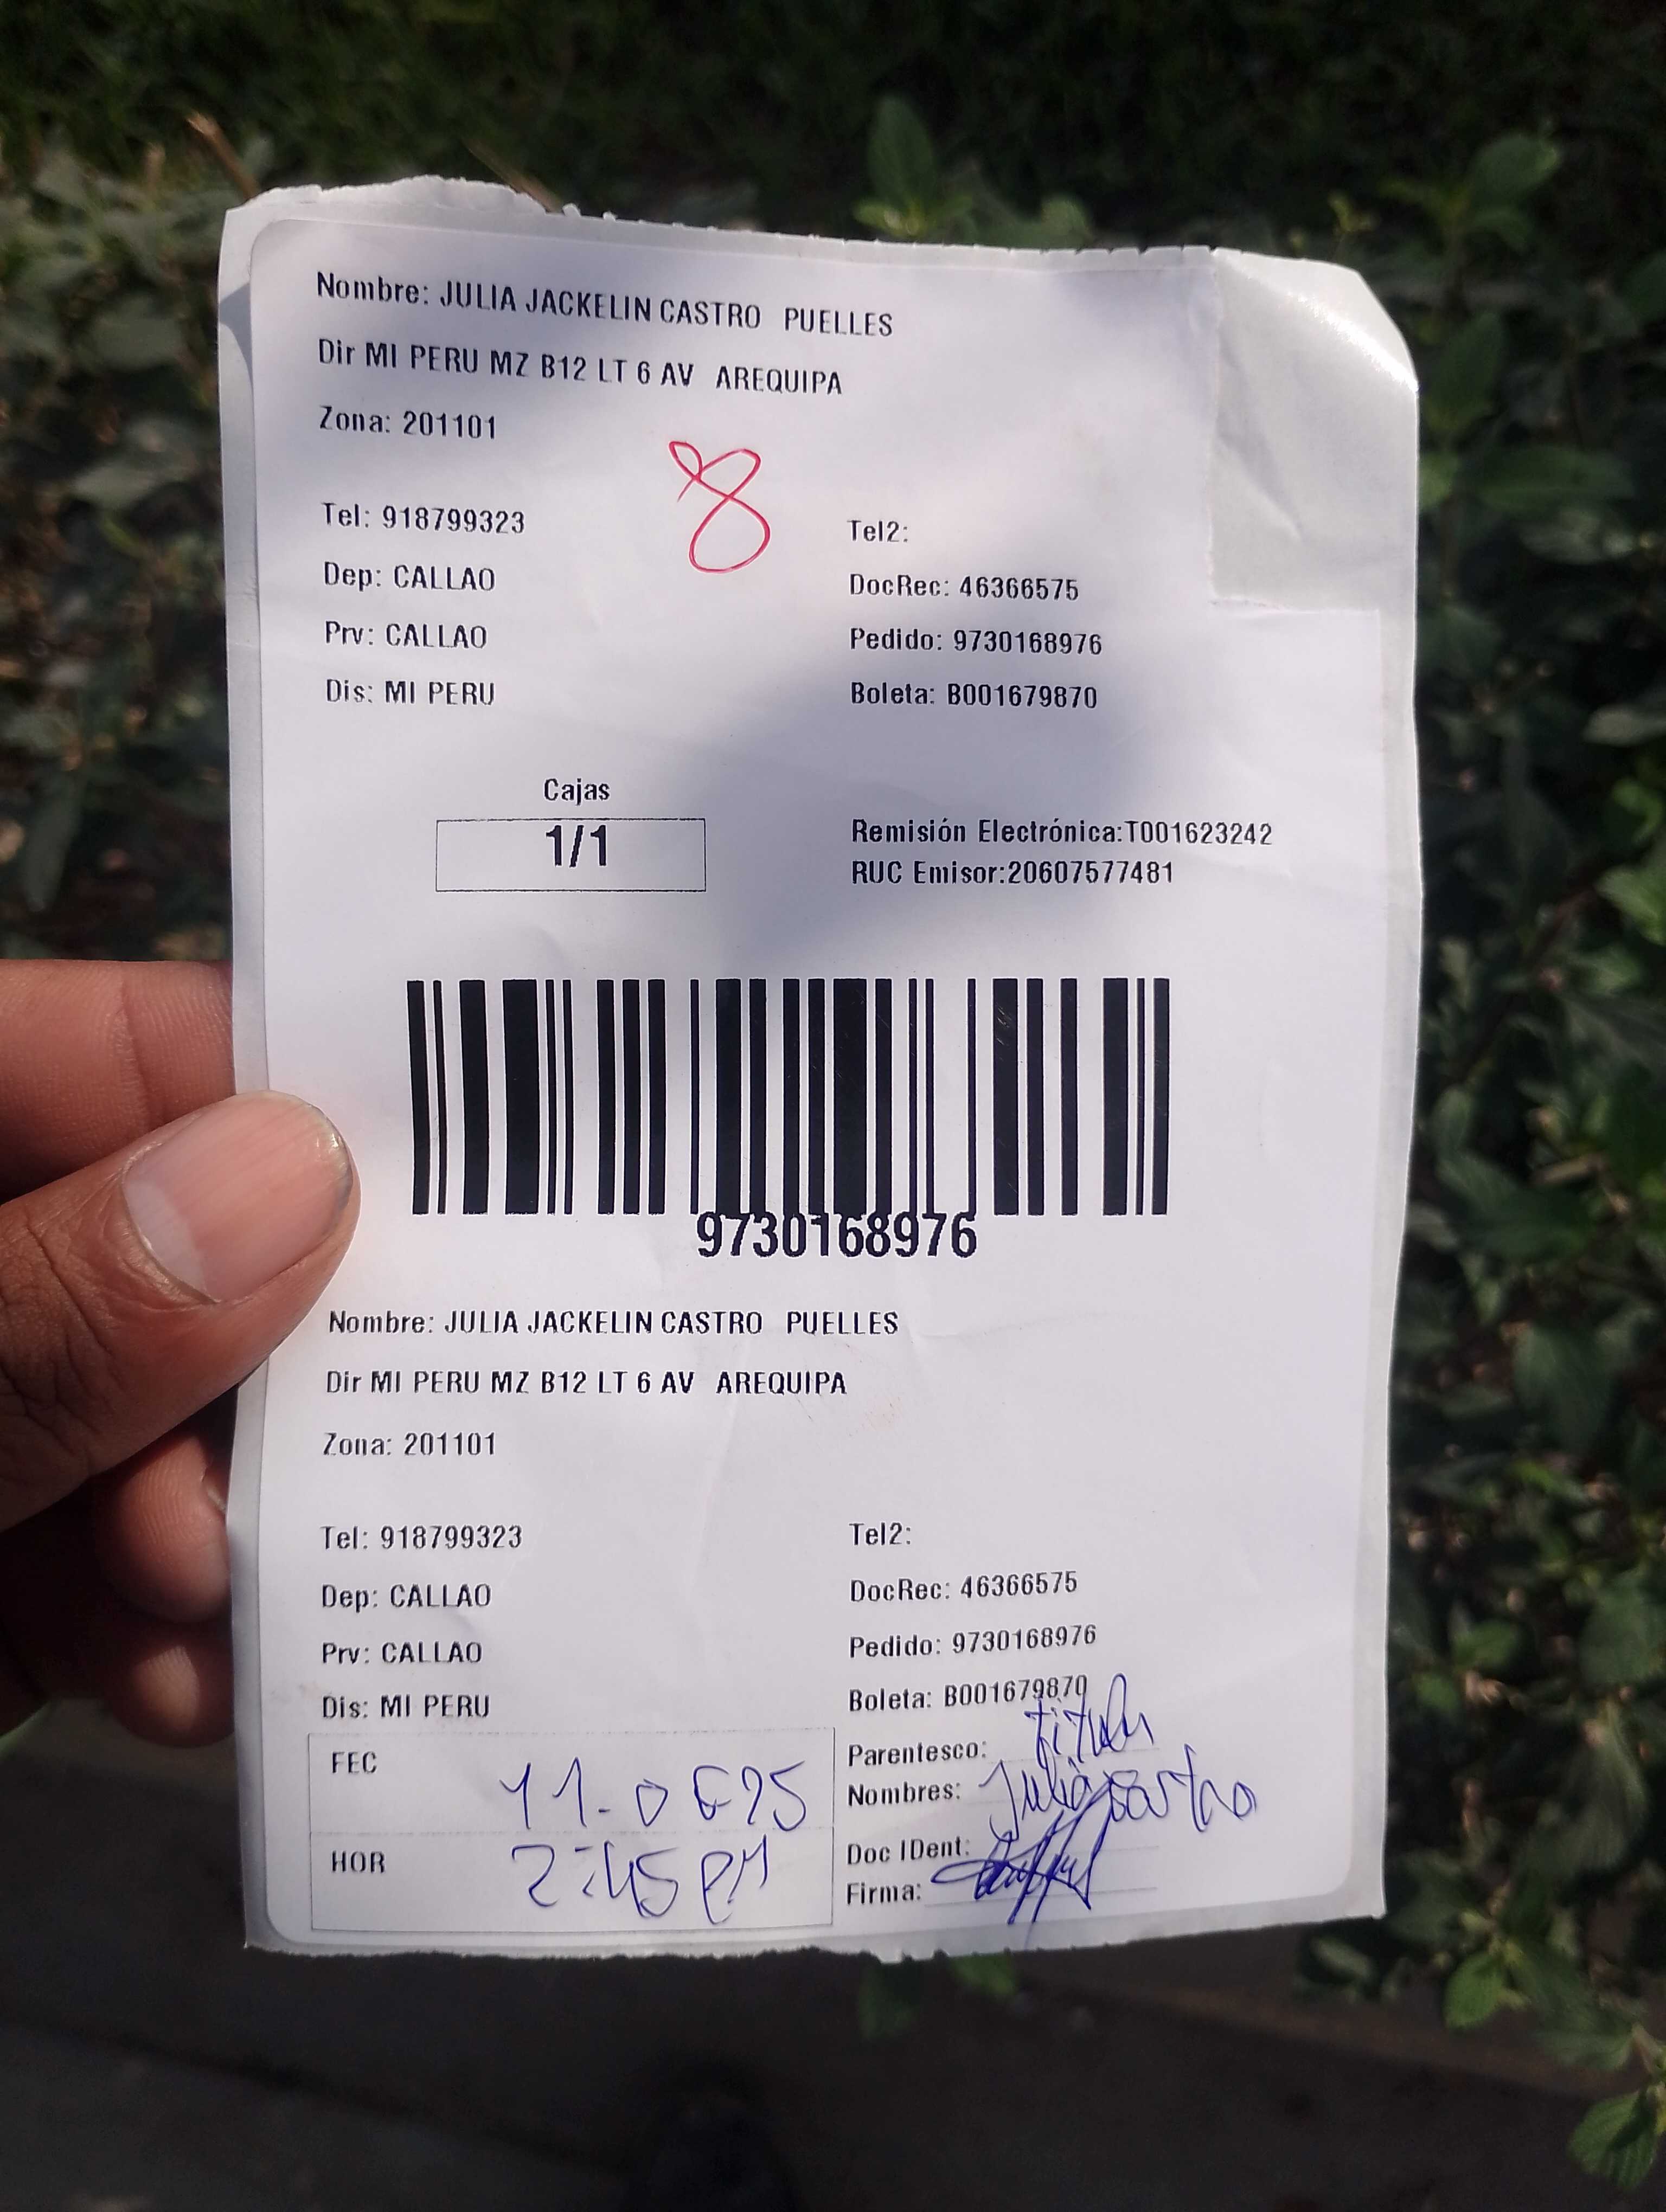 Nombre: JULIA JACKELIN CASTRO PUELLES
Dir MI PERU MZ B12 LT 6 AV AREQUIPA
Zona: 201101
8
Tel: 918799323 Tel2:
Dep: CALLAO DocRec: 46366575
Prv: CALLAO Pedido: 9730168976
Dis: MI PERU Boleta: B001679870
Cajas
1/1
Remisión Electrónica:T001623242
RUC Emisor:20607577481
9730168976
Nombre: JULIA JACKELIN CASTRO PUELLES
Dir MI PERU MZ B12 LT 6 AV AREQUIPA
Zona: 201101
Tel: 918799323 Tel2:
Dep: CALLAO DocRec: 46366575
Prv: CALLAO Pedido: 9730168976
Dis: MI PERU Boleta: B001679870
FEC
Parentesco:
Nombres: Julia Castro
HOR 2:45 PM
Doc IDent:
Firma: